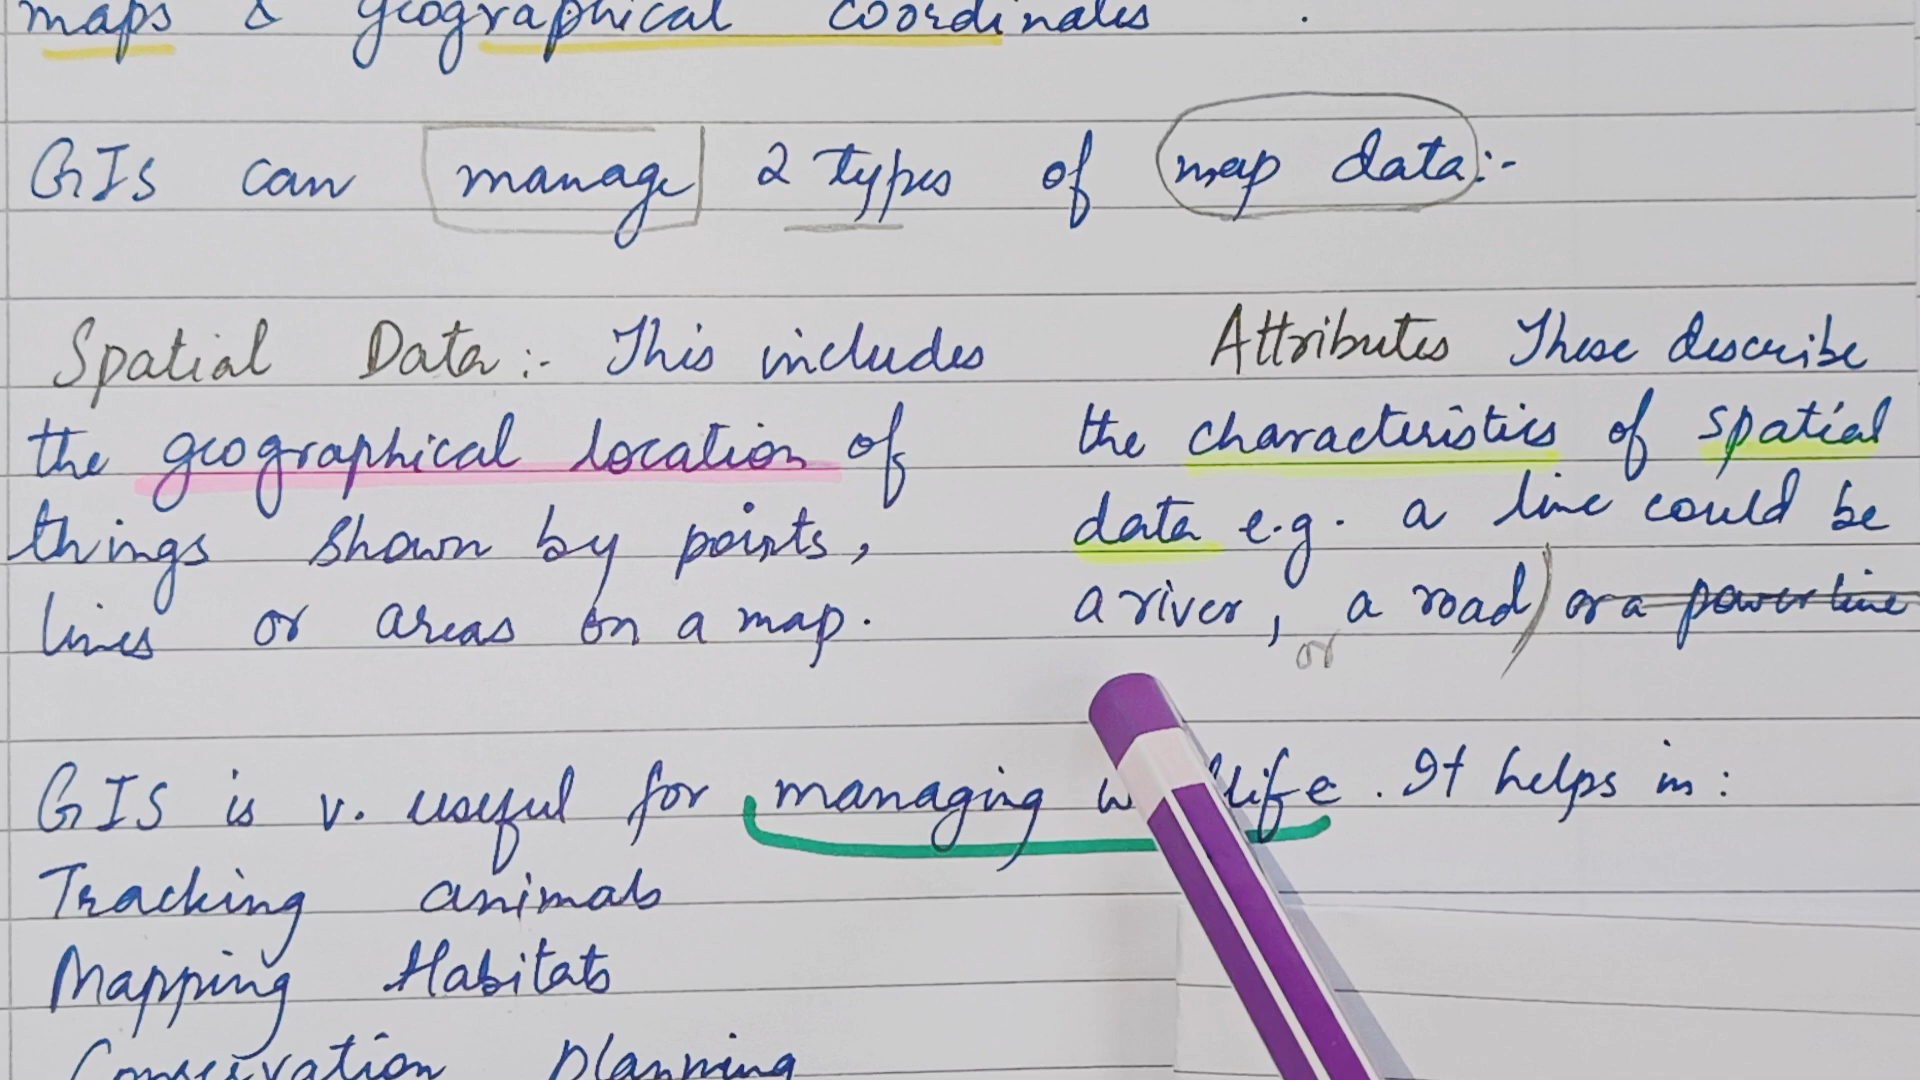 maps & geographical coordinates .
GIS can manage 2 types of map data:-
Spatial Data:- This includes
the geographical location of
things shown by points,
lines or areas on a map.
Attributes These describe
the characteristics of spatial
data e.g. a line could be
a river, or a road) or a power line
GIS is v. useful for managing w life. It helps in:
Tracking animals
Mapping Habitats
Conservation Planning